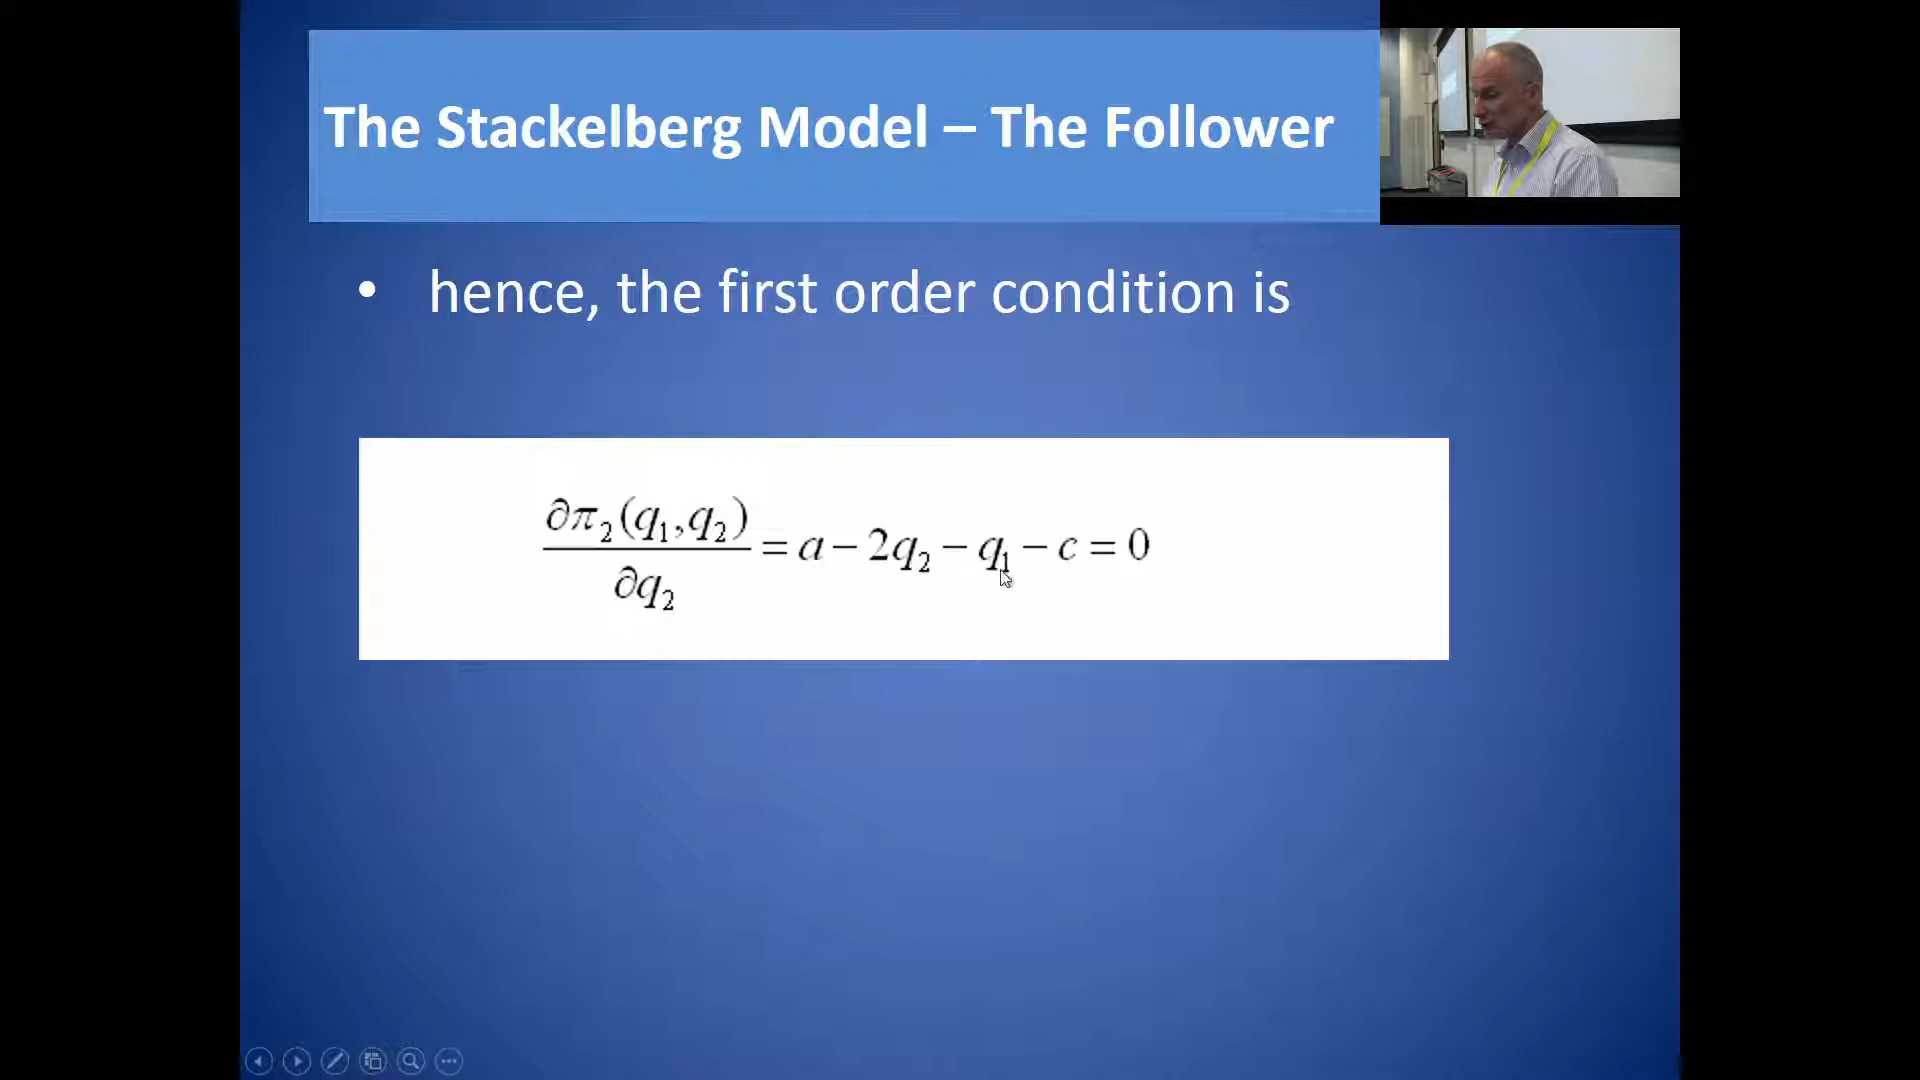 The Stackelberg Model – The Follower
• hence, the first order condition is
∂π₂(q₁,q₂)/∂q₂ = a − 2q₂ − q₁ − c = 0